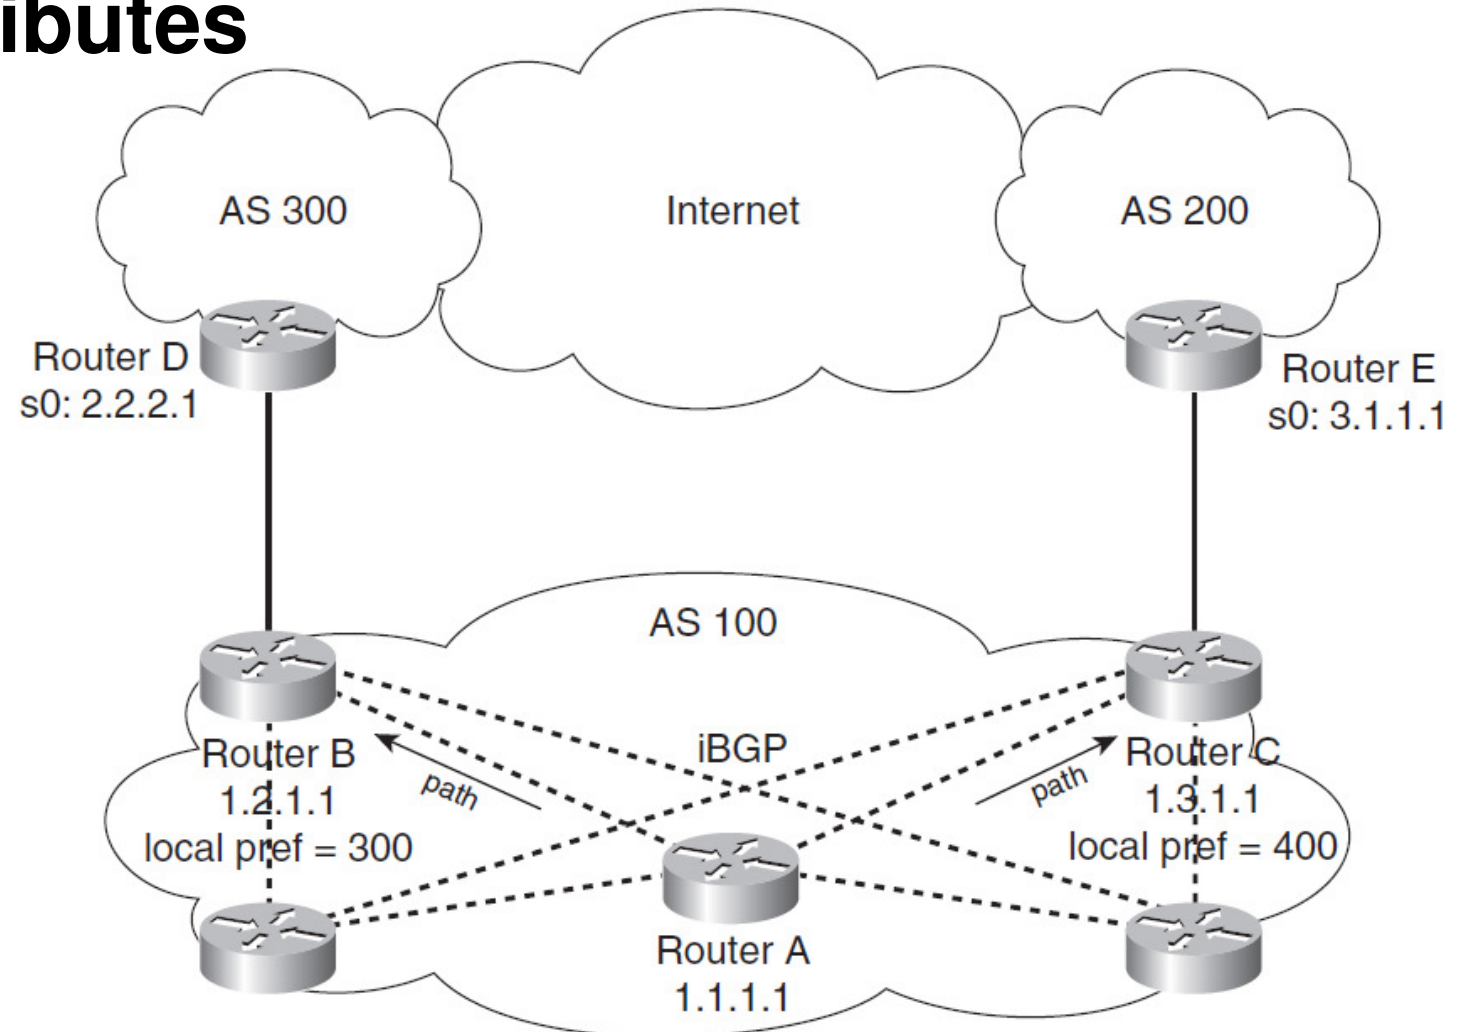 ibutes
AS 300
Internet
AS 200
Router D
s0: 2.2.2.1
Router E
s0: 3.1.1.1
AS 100
iBGP
Router B
1.2.1.1
local pref = 300
path
path
Router C
1.3.1.1
local pref = 400
Router A
1.1.1.1